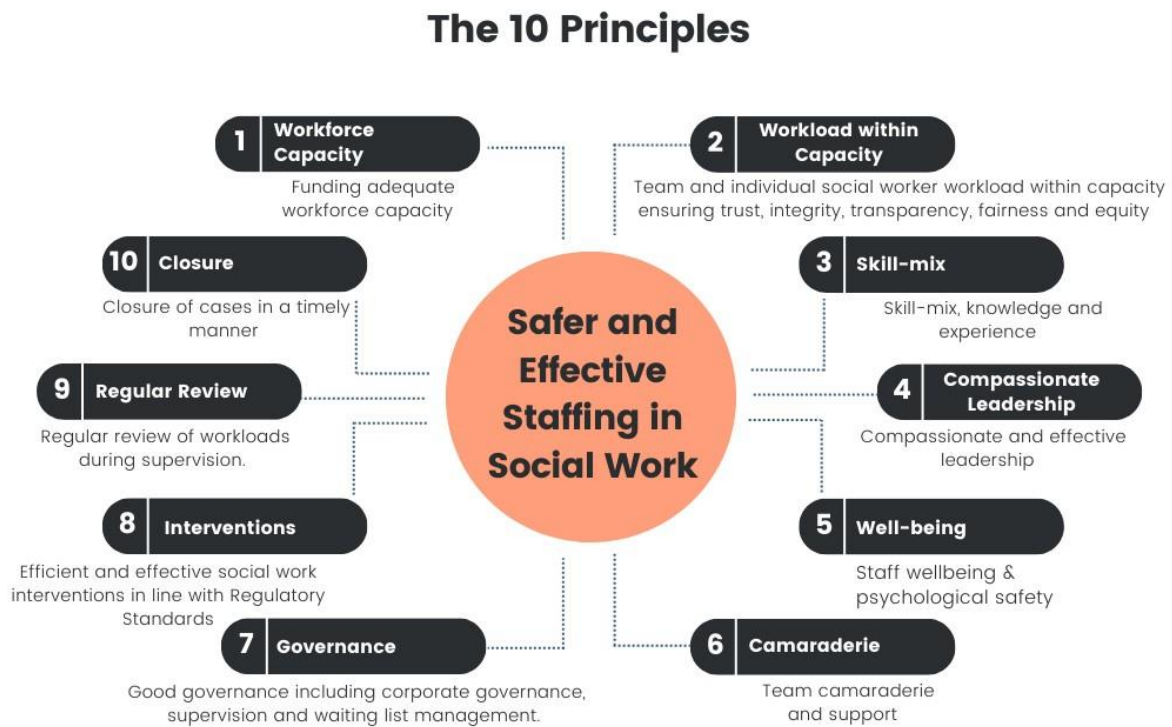 The 10 Principles
1
Workforce
Capacity
Funding adequate
workforce capacity
2
Workload within
Capacity
Team and individual social worker workload within capacity
ensuring trust, integrity, transparency, fairness and equity
3
Skill-mix
Skill-mix, knowledge and
experience
4
Compassionate
Leadership
Compassionate and effective
leadership
5
Well-being
Staff wellbeing &
psychological safety
6
Camaraderie
Team camaraderie
and support
7
Governance
Good governance including corporate governance,
supervision and waiting list management.
8
Interventions
Efficient and effective social work
interventions in line with Regulatory
Standards
9
Regular Review
Regular review of workloads
during supervision.
10
Closure
Closure of cases in a timely
manner
Safer and
Effective
Staffing in
Social Work